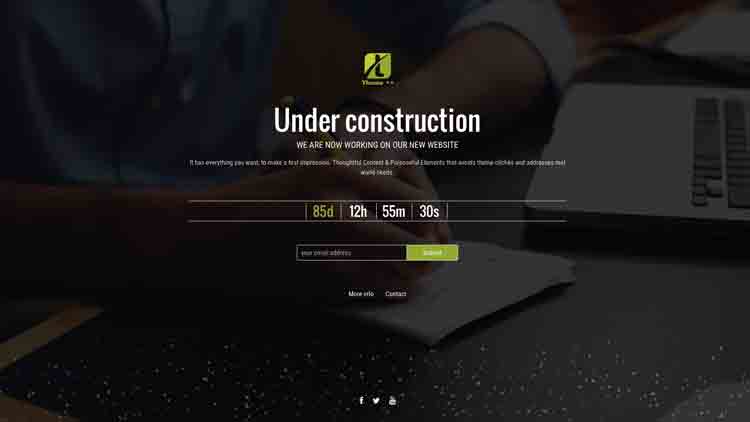 Under construction
WE ARE NOW WORKING ON OUR NEW WEBSITE
It has everything you want, to make a first impression. Thoughtful Content & Purposeful Elements that avoids theme clichés and addresses real
world needs.
85d 12h 55m 30s
your email address Submit
More info Contact